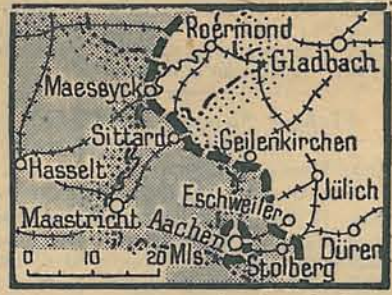 Roermond
Gladbach
Maeseyck
Sittard
Geilenkirchen
Hasselt
Jülich
Eschweiler
Maastricht
Aachen
Düren
Stolberg
Mls.
0 10 20